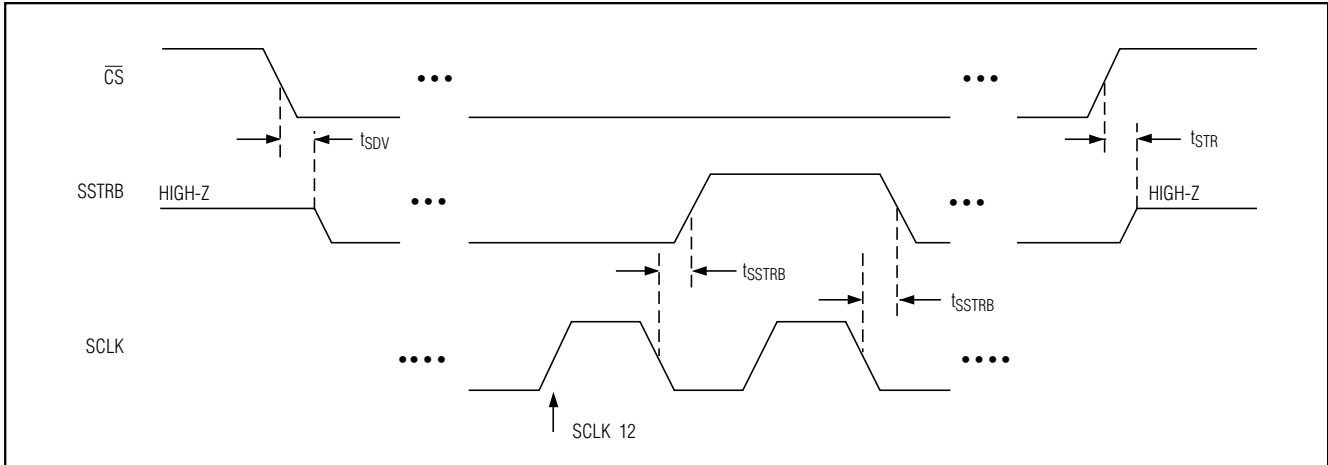 CS
tSDV
tSTR
SSTRB
HIGH-Z
HIGH-Z
tSSTRB
tSSTRB
SCLK
SCLK 12